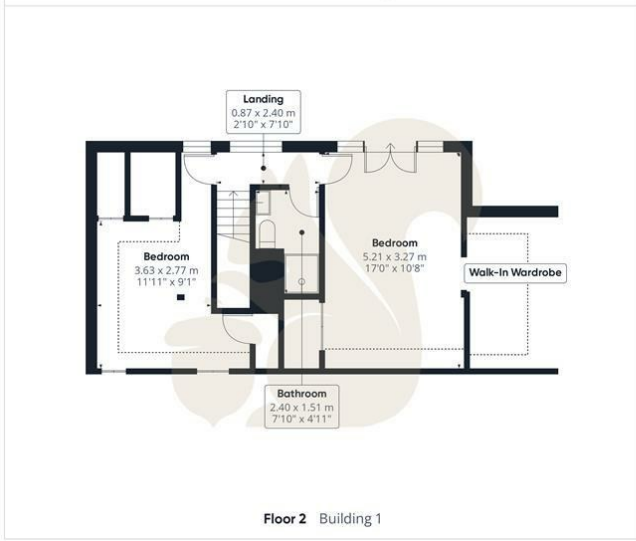 Landing
0.87 x 2.40 m
2'10" x 7'10"
Bedroom
3.63 x 2.77 m
11'11" x 9'1"
Bedroom
5.21 x 3.27 m
17'0" x 10'8"
Walk-In Wardrobe
Bathroom
2.40 x 1.51 m
7'10" x 4'11"
Floor 2 Building 1